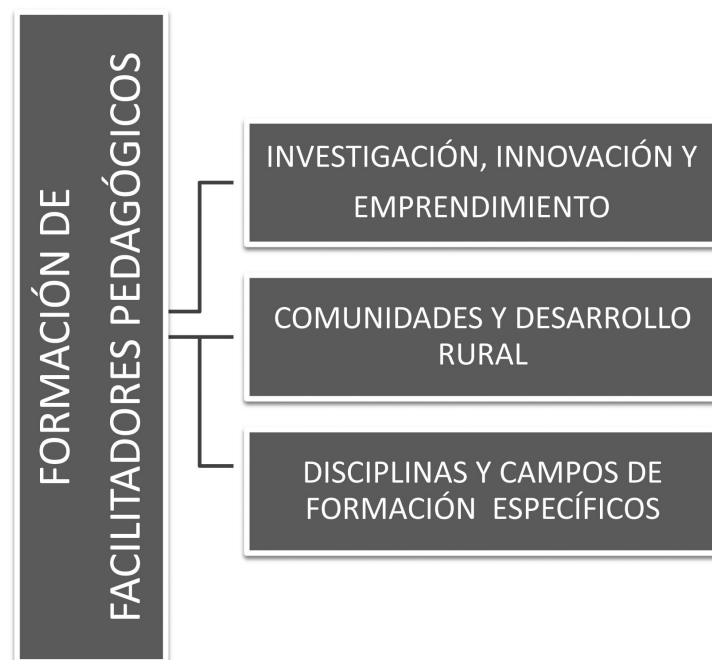 FORMACIÓN DE
FACILITADORES PEDAGÓGICOS
INVESTIGACIÓN, INNOVACIÓN Y
EMPRENDIMIENTO
COMUNIDADES Y DESARROLLO
RURAL
DISCIPLINAS Y CAMPOS DE
FORMACIÓN ESPECÍFICOS